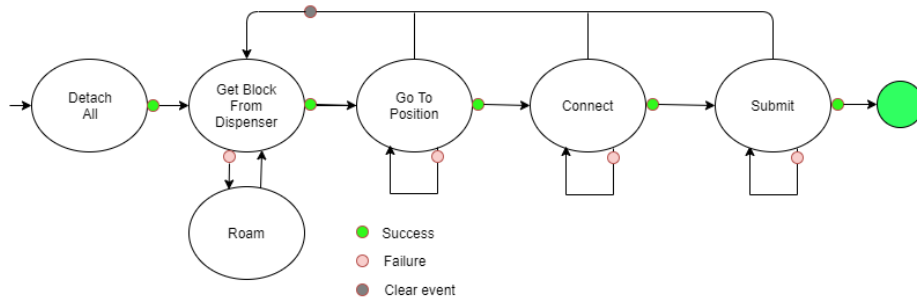 Detach
All
Get Block
From
Dispenser
Go To
Position
Connect
Submit
Roam
Success
Failure
Clear event